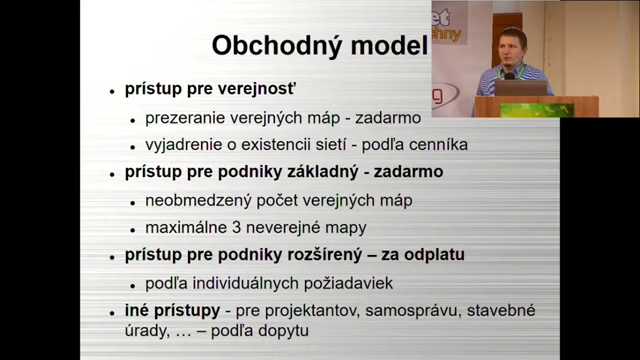 Obchodný model
et
chny
g
prístup pre verejnosť
prezeranie verejných máp - zadarmo
vyjadrenie o existencii sietí - podľa cenníka
prístup pre podniky základný - zadarmo
neobmedzený počet verejných máp
maximálne 3 neverejné mapy
prístup pre podniky rozšírený – za odplatu
podľa individuálnych požiadaviek
iné prístupy - pre projektantov, samosprávu, stavebné
úrady, … – podľa dopytu